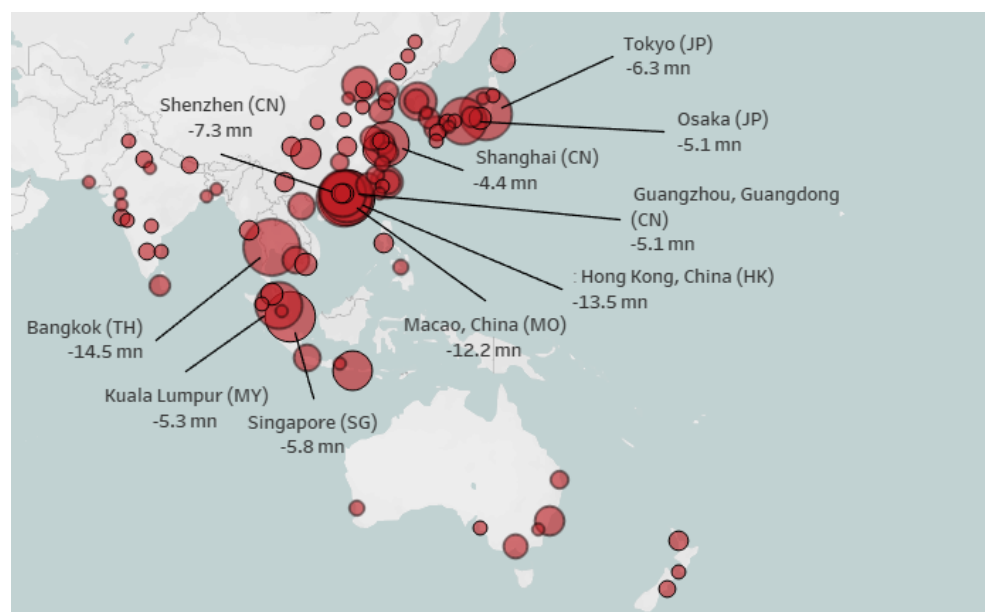 Tokyo (JP)
-6.3 mn
Shenzhen (CN)
-7.3 mn
Osaka (JP)
-5.1 mn
Shanghai (CN)
-4.4 mn
Guangzhou, Guangdong
(CN)
-5.1 mn
: Hong Kong, China (HK)
-13.5 mn
Bangkok (TH)
-14.5 mn
Macao, China (MO)
-12.2 mn
Kuala Lumpur (MY)
-5.3 mn
Singapore (SG)
-5.8 mn